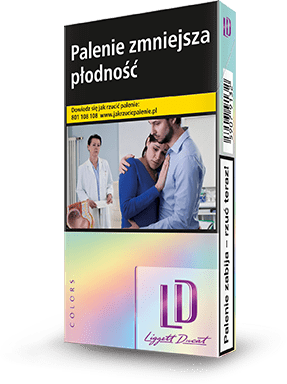 Palenie zmniejsza
płodność
Dowiedz się jak rzucić palenie:
801 108 108 www.jakrzucicpalenie.pl
COLORS
LD
Liggett Ducat
LD
Palenie zabija – rzuć teraz!